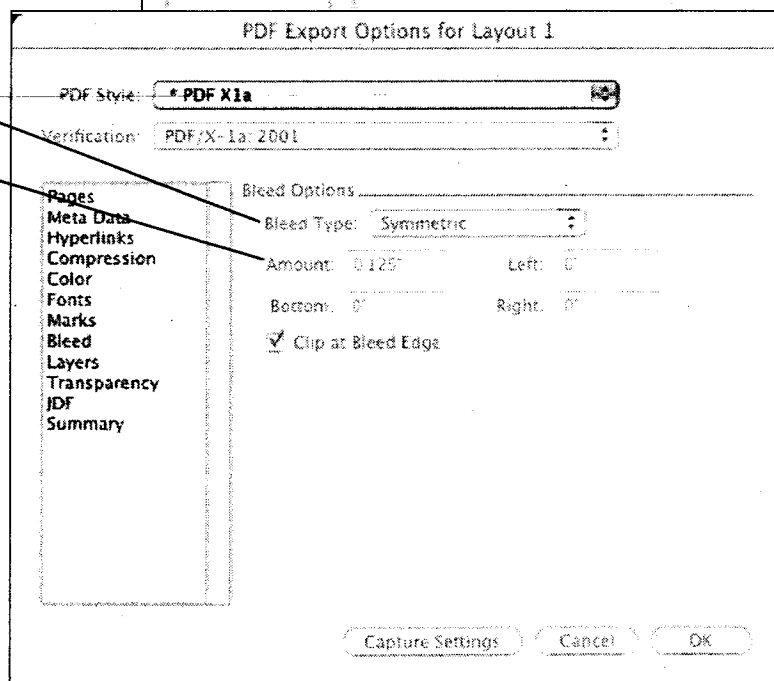 PDF Export Options for Layout 1
PDF Style: * PDF X1a
Verification: PDF/X-1a: 2001
Pages
Meta Data
Hyperlinks
Compression
Color
Fonts
Marks
Bleed
Layers
Transparency
JDF
Summary
Bleed Options
Bleed Type: Symmetric
Amount: 0.125" Left: 0"
Bottom: 0" Right: 0"
Clip at Bleed Edge
Capture Settings Cancel OK